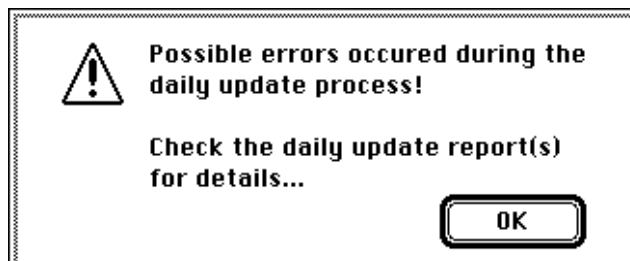 Possible errors occured during the
daily update process!
Check the daily update report(s)
for details...
OK